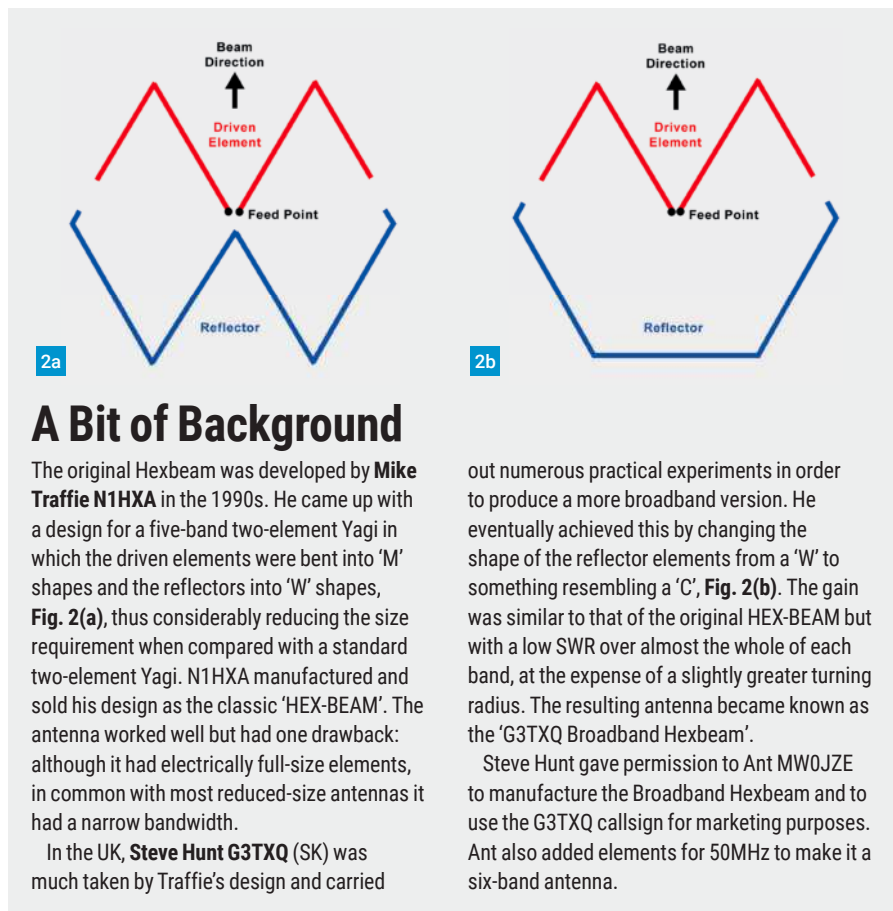 Beam
Direction
Driven
Element
Feed Point
Reflector
2a
Beam
Direction
Driven
Element
Feed Point
Reflector
2b
A Bit of Background
The original Hexbeam was developed by Mike
Traffie N1HXA in the 1990s. He came up with
a design for a five-band two-element Yagi in
which the driven elements were bent into ‘M’
shapes and the reflectors into ‘W’ shapes,
Fig. 2(a), thus considerably reducing the size
requirement when compared with a standard
two-element Yagi. N1HXA manufactured and
sold his design as the classic ‘HEX-BEAM’. The
antenna worked well but had one drawback:
although it had electrically full-size elements,
in common with most reduced-size antennas it
had a narrow bandwidth.
In the UK, Steve Hunt G3TXQ (SK) was
much taken by Traffie’s design and carried
out numerous practical experiments in order
to produce a more broadband version. He
eventually achieved this by changing the
shape of the reflector elements from a ‘W’ to
something resembling a ‘C’, Fig. 2(b). The gain
was similar to that of the original HEX-BEAM but
with a low SWR over almost the whole of each
band, at the expense of a slightly greater turning
radius. The resulting antenna became known as
the ‘G3TXQ Broadband Hexbeam’.
Steve Hunt gave permission to Ant MW0JZE
to manufacture the Broadband Hexbeam and to
use the G3TXQ callsign for marketing purposes.
Ant also added elements for 50MHz to make it a
six-band antenna.